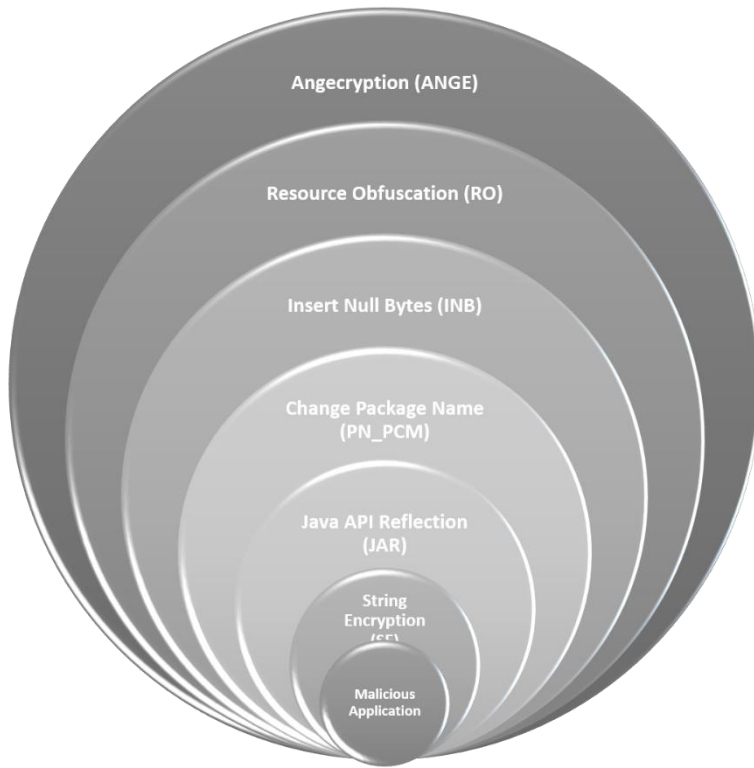 Angecryption (ANGE)
Resource Obfuscation (RO)
Insert Null Bytes (INB)
Change Package Name
(PN_PCM)
Java API Reflection
(JAR)
String
Encryption
(SE)
Malicious
Application